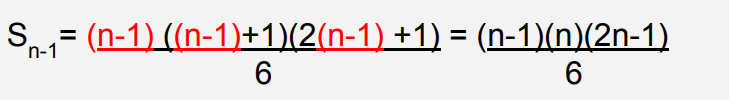 Sn-1= (n-1) ((n-1)+1)(2(n-1) +1) = (n-1)(n)(2n-1)
6 6